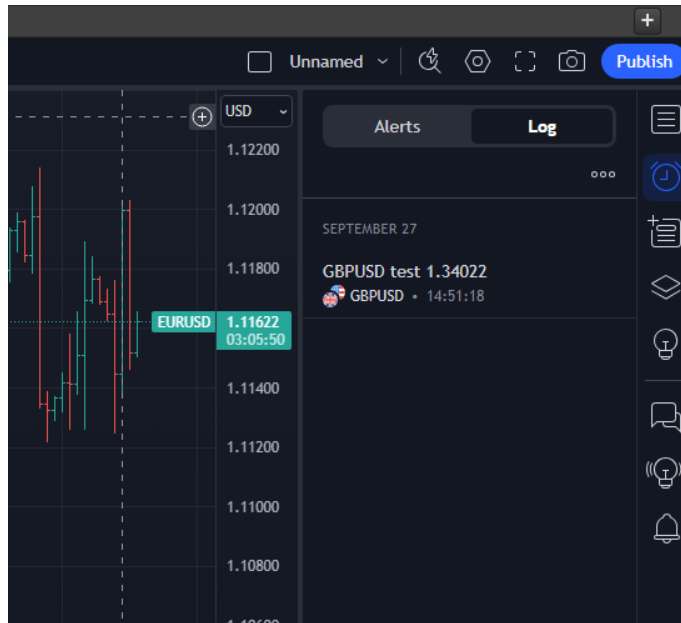 +
Unnamed
Publish
USD
1.12200
1.12000
1.11800
EURUSD 1.11622
03:05:50
1.11400
1.11200
1.11000
1.10800
Alerts Log
SEPTEMBER 27
GBPUSD test 1.34022
GBPUSD • 14:51:18